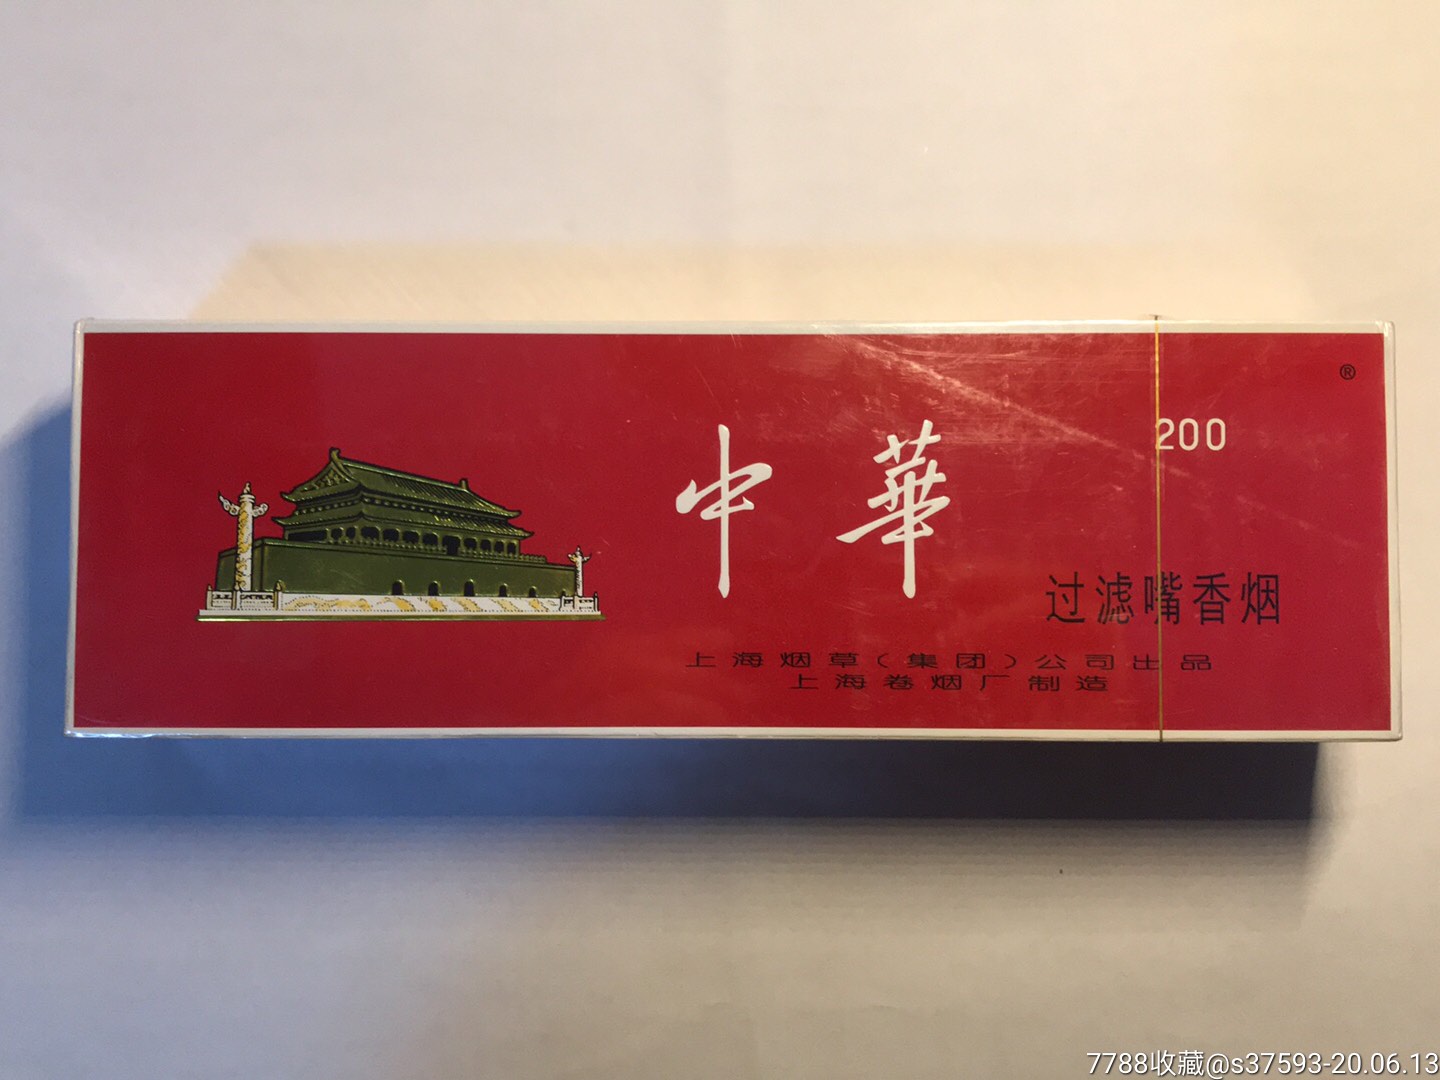 ®
200
中華
过滤嘴香烟
上海烟草(集团)公司出品
上海卷烟厂制造
7788收藏@s37593-20.06.13